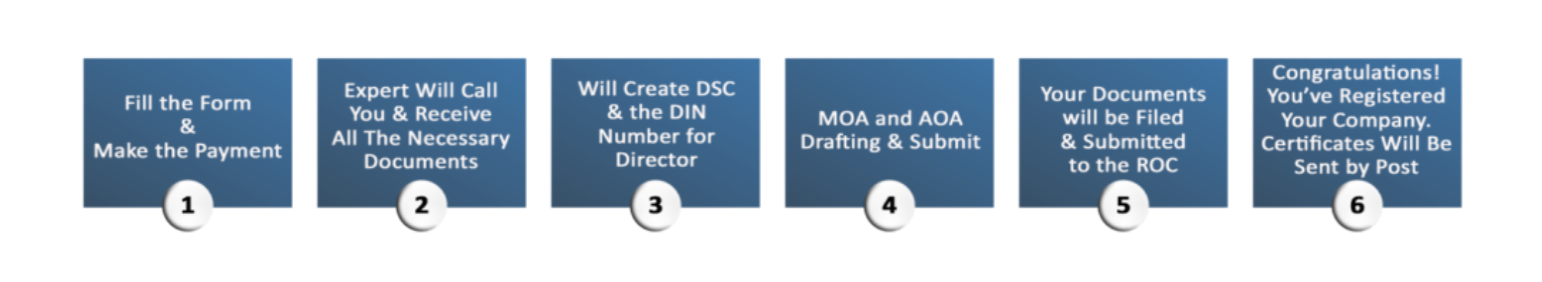 Fill the Form
&
Make the Payment
1
Expert Will Call
You & Receive
All The Necessary
Documents
2
Will Create DSC
& the DIN
Number for
Director
3
MOA and AOA
Drafting & Submit
4
Your Documents
will be Filed
& Submitted
to the ROC
5
Congratulations!
You've Registered
Your Company.
Certificates Will Be
Sent by Post
6